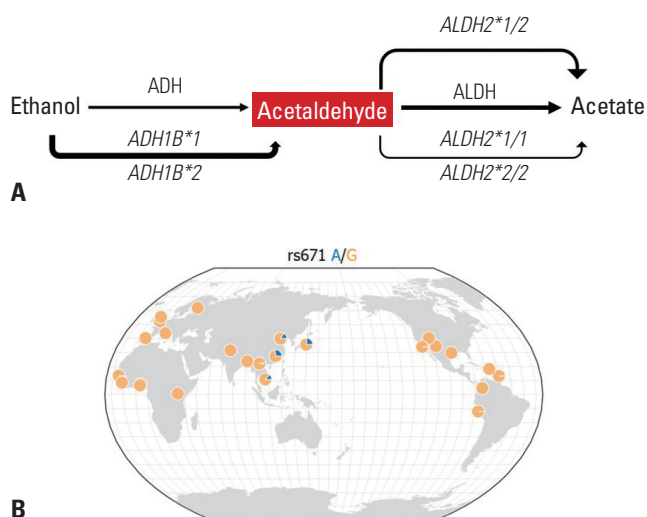 ALDH2*1/2
Ethanol ADH Acetaldehyde ALDH Acetate
ADH1B*1 ALDH2*1/1
ADH1B*2 ALDH2*2/2
A
rs671 A/G
B